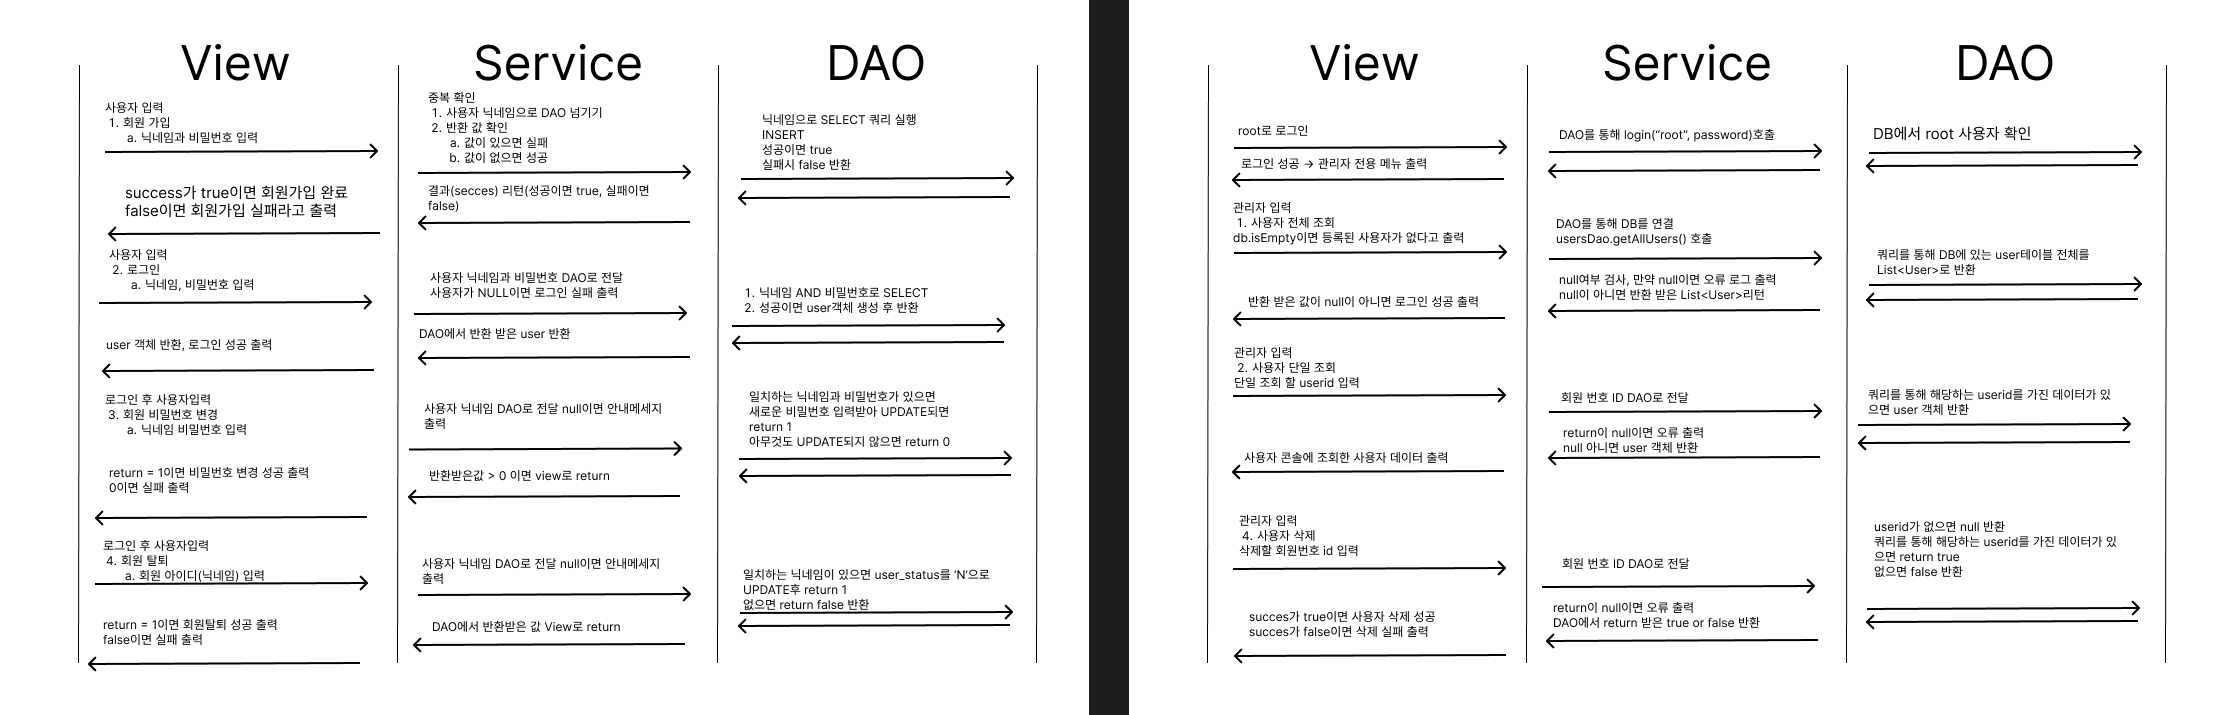 View
사용자 입력
1. 회원 가입
a. 닉네임과 비밀번호 입력
success가 true이면 회원가입 완료
false이면 회원가입 실패라고 출력
사용자 입력
2. 로그인
a. 닉네임, 비밀번호 입력
user 객체 반환, 로그인 성공 출력
로그인 후 사용자입력
3. 회원 비밀번호 변경
a. 닉네임 비밀번호 입력
return = 1이면 비밀번호 변경 성공 출력
0이면 실패 출력
로그인 후 사용자입력
4. 회원 탈퇴
a. 회원 아이디(닉네임) 입력
return = 1이면 회원탈퇴 성공 출력
false이면 실패 출력
Service
중복 확인
1. 사용자 닉네임으로 DAO 넘기기
2. 반환 값 확인
a. 값이 있으면 실패
b. 값이 없으면 성공
결과(secces) 리턴(성공이면 true, 실패이면
false)
사용자 닉네임과 비밀번호 DAO로 전달
사용자가 NULL이면 로그인 실패 출력
DAO에서 반환 받은 user 반환
사용자 닉네임 DAO로 전달 null이면 안내메세지
출력
반환받은값 > 0 이면 view로 return
사용자 닉네임 DAO로 전달 null이면 안내메세지
출력
DAO에서 반환받은 값 View로 return
DAO
닉네임으로 SELECT 쿼리 실행
INSERT
성공이면 true
실패시 false 반환
1. 닉네임 AND 비밀번호로 SELECT
2. 성공이면 user객체 생성 후 반환
일치하는 닉네임과 비밀번호가 있으면
새로운 비밀번호 입력받아 UPDATE되면
return 1
아무것도 UPDATE되지 않으면 return 0
일치하는 닉네임이 있으면 user_status를 ‘N’으로
UPDATE후 return 1
없으면 return false 반환
View
root로 로그인
로그인 성공 → 관리자 전용 메뉴 출력
관리자 입력
1. 사용자 전체 조회
db.isEmpty이면 등록된 사용자가 없다고 출력
반환 받은 값이 null이 아니면 로그인 성공 출력
관리자 입력
2. 사용자 단일 조회
단일 조회 할 userid 입력
사용자 콘솔에 조회한 사용자 데이터 출력
관리자 입력
4. 사용자 삭제
삭제할 회원번호 id 입력
succes가 true이면 사용자 삭제 성공
succes가 false이면 삭제 실패 출력
Service
DAO를 통해 login(“root”, password)호출
DAO를 통해 DB를 연결
usersDao.getAllUsers() 호출
null여부 검사, 만약 null이면 오류 로그 출력
null이 아니면 반환 받은 List<User>리턴
회원 번호 ID DAO로 전달
return이 null이면 오류 출력
null 아니면 user 객체 반환
회원 번호 ID DAO로 전달
return이 null이면 오류 출력
DAO에서 return 받은 true or false 반환
DAO
DB에서 root 사용자 확인
쿼리를 통해 DB에 있는 user테이블 전체를
List<User>로 반환
쿼리를 통해 해당하는 userid를 가진 데이터가 있
으면 user 객체 반환
userid가 없으면 null 반환
쿼리를 통해 해당하는 userid를 가진 데이터가 있
으면 return true
없으면 false 반환